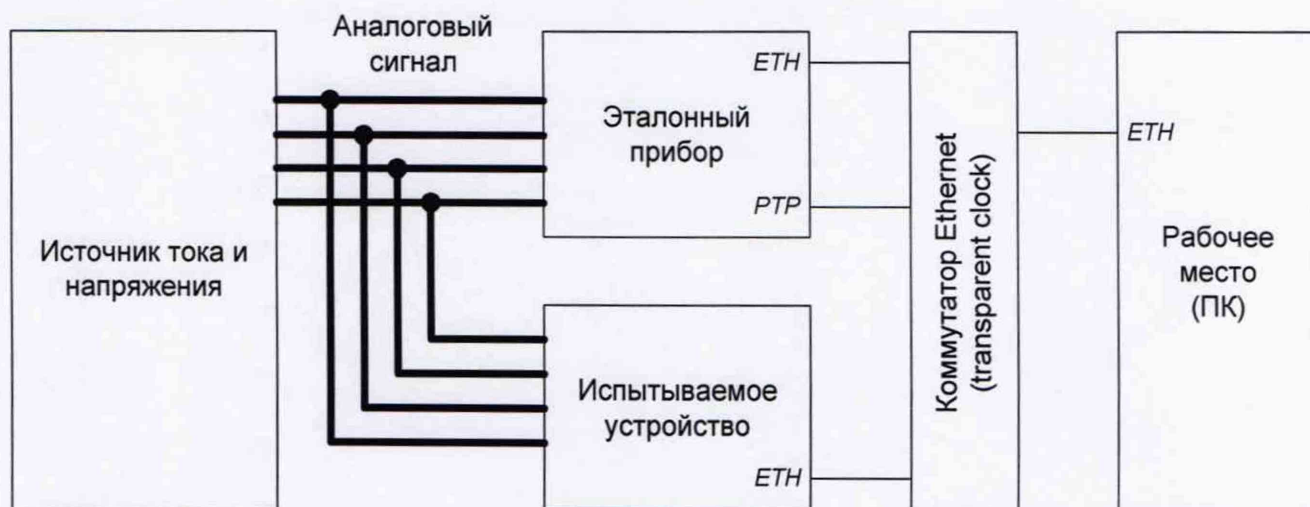 Аналоговый
сигнал
Источник тока и
напряжения
ETH
Эталонный
прибор
PTP
Испытываемое
устройство
ETH
Коммутатор Ethernet
(transparent clock)
ETH
Рабочее
место
(ПК)